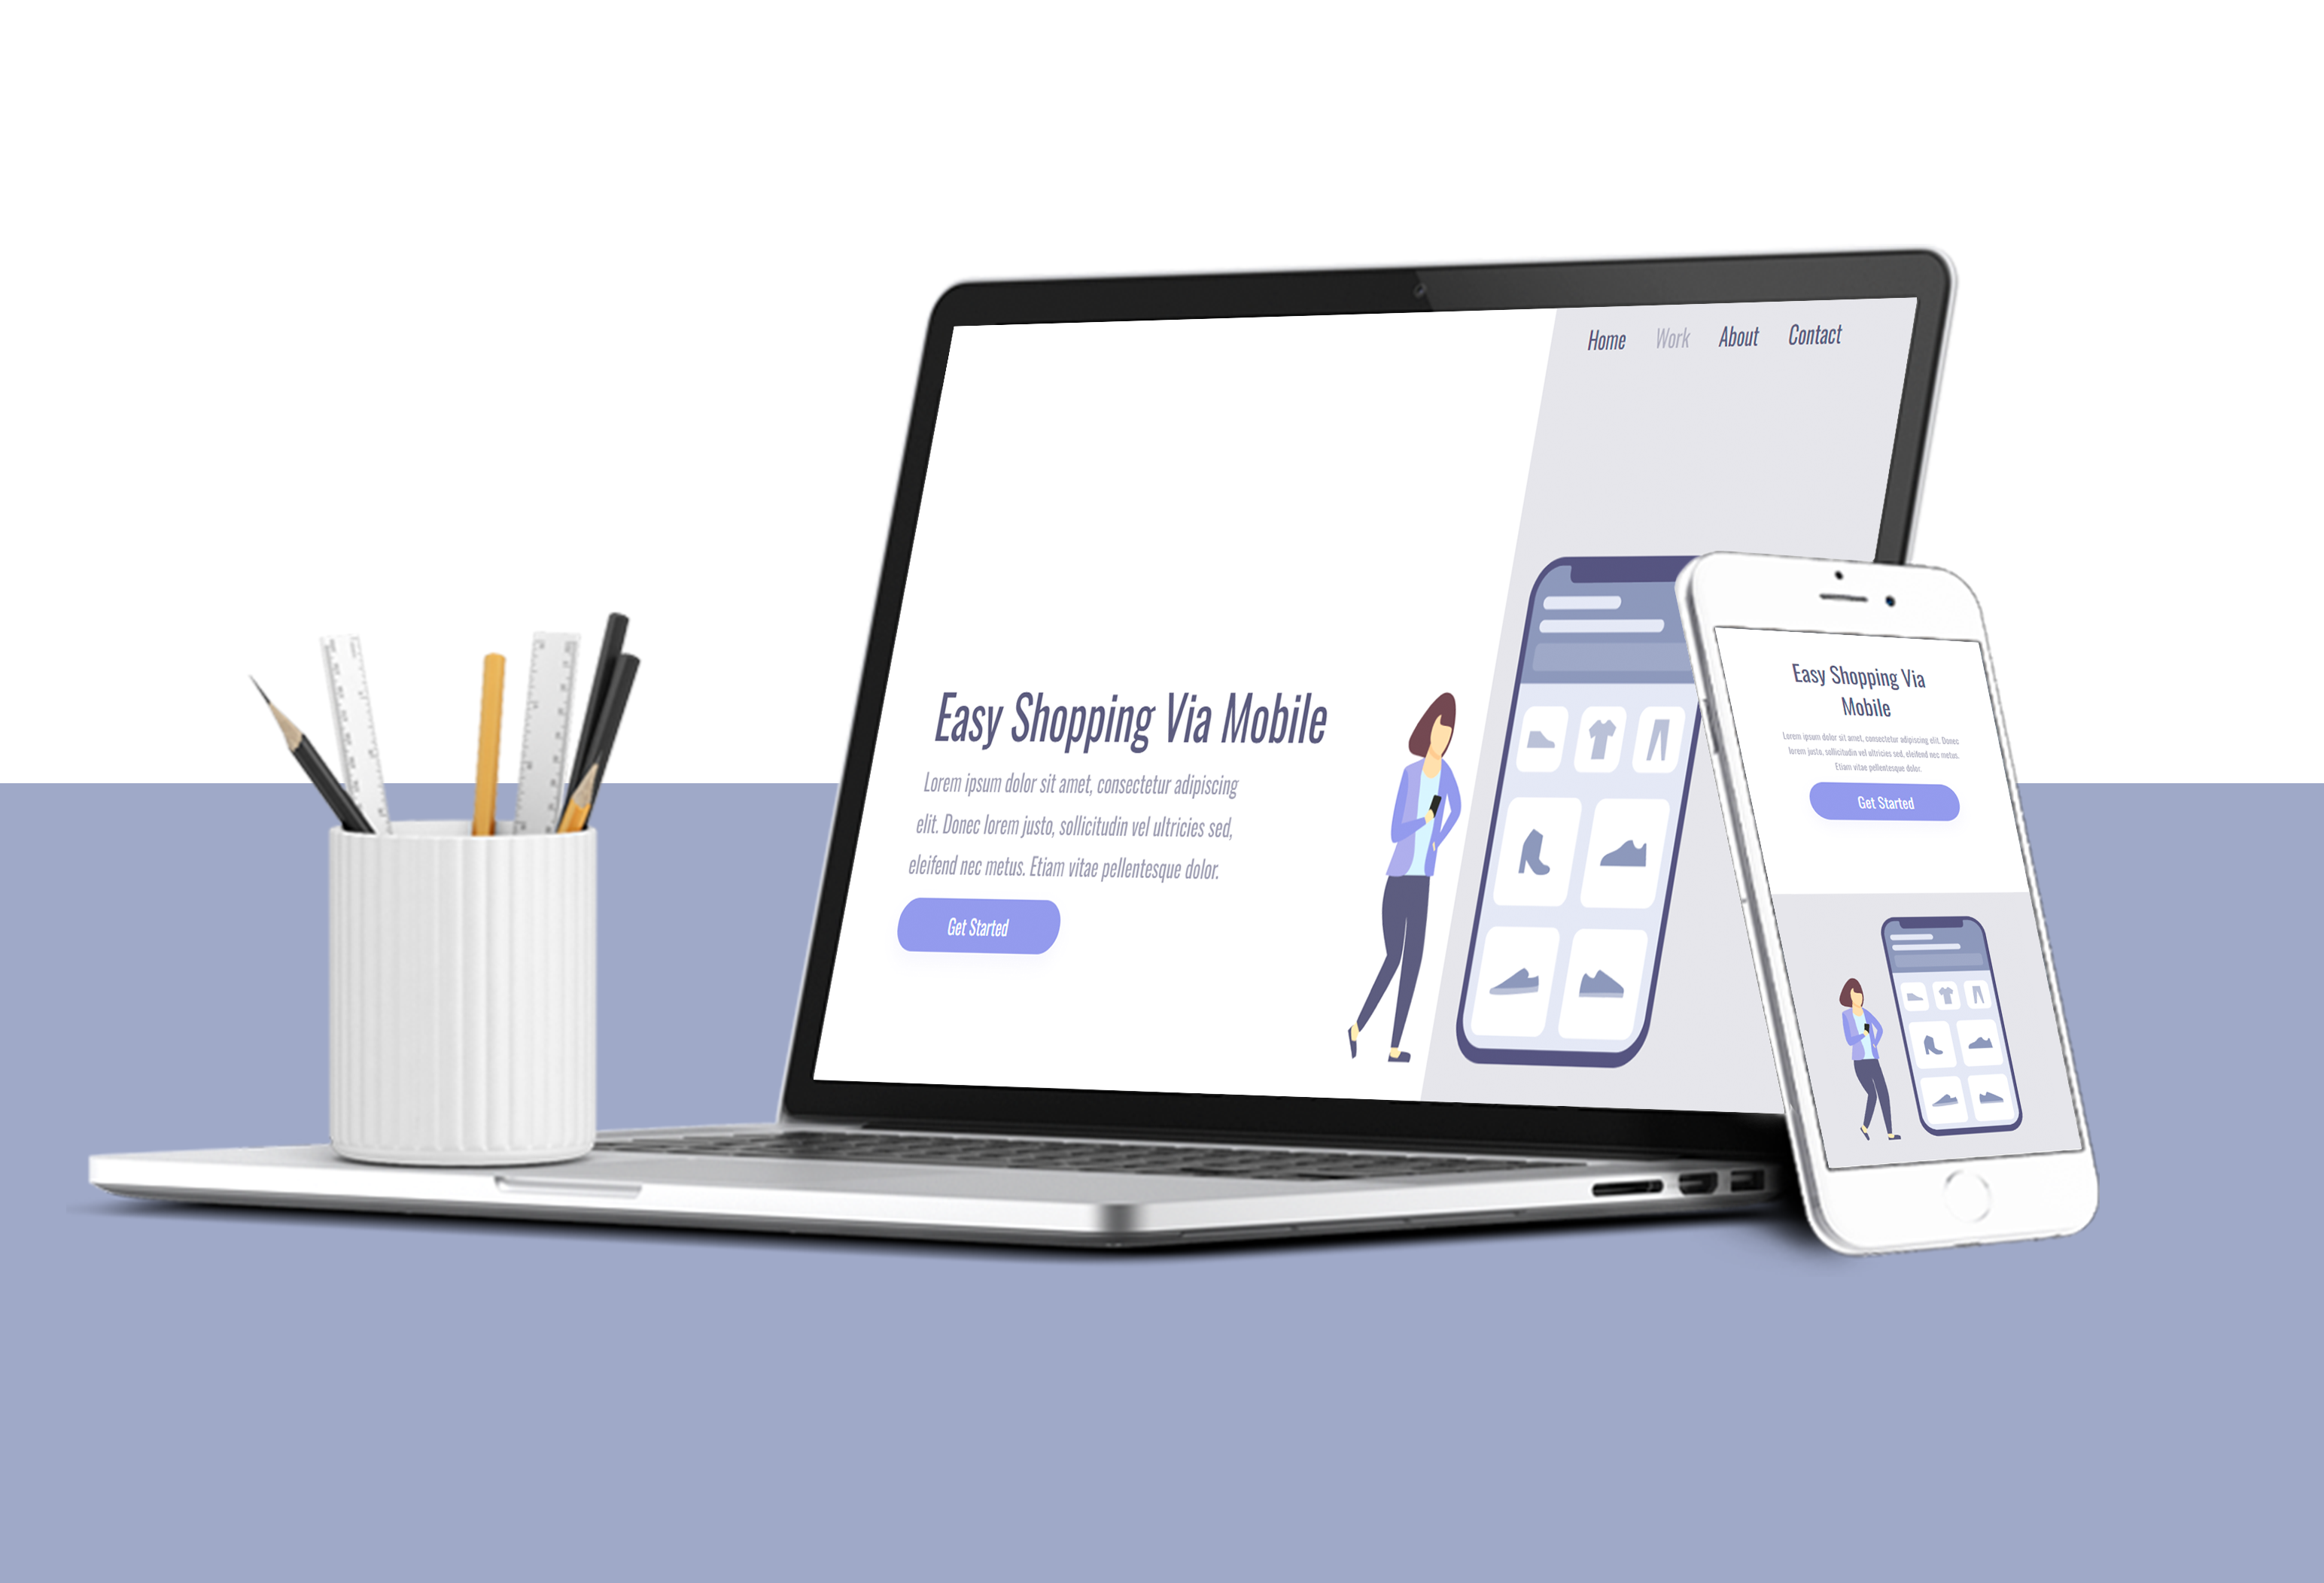 Home Work About Contact
Easy Shopping Via Mobile
Lorem ipsum dolor sit amet, consectetur adipiscing
elit. Donec lorem justo, sollicitudin vel ultricies sed,
eleifend nec metus. Etiam vitae pellentesque dolor.
Get Started
Easy Shopping Via
Mobile
Lorem ipsum dolor sit amet, consectetur adipiscing elit. Donec
lorem justo, sollicitudin vel ultricies sed, eleifend nec metus.
Etiam vitae pellentesque dolor.
Get Started